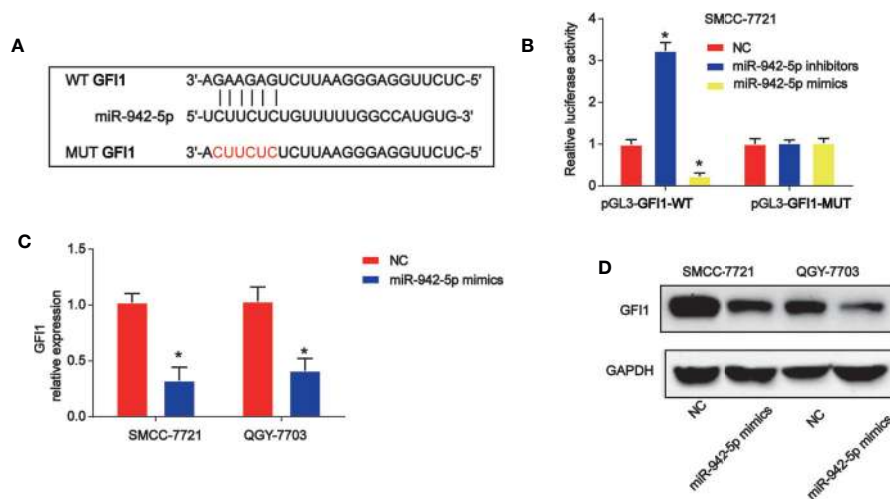 A
WT GFI1 3'-AGAAGAGUCUUAAGGGAGGUUCUC-5'
miR-942-5p 5'-UCUUCUCUGUUUUUGGCCAUGUG-3'
MUT GFI1 3'-ACUUCUCUCUUAAGGGAGGUUCUC-5'
B
SMCC-7721
NC
miR-942-5p inhibitors
miR-942-5p mimics
Realtive luciferase activity
4
3
2
1
0
*
*
pGL3-GFI1-WT
pGL3-GFI1-MUT
C
NC
miR-942-5p mimics
GFI1
relative expression
1.5
1.0
0.5
0.0
*
*
SMCC-7721
QGY-7703
D
SMCC-7721 QGY-7703
GFI1
GAPDH
NC
miR-942-5p mimics
NC
miR-942-5p mimics